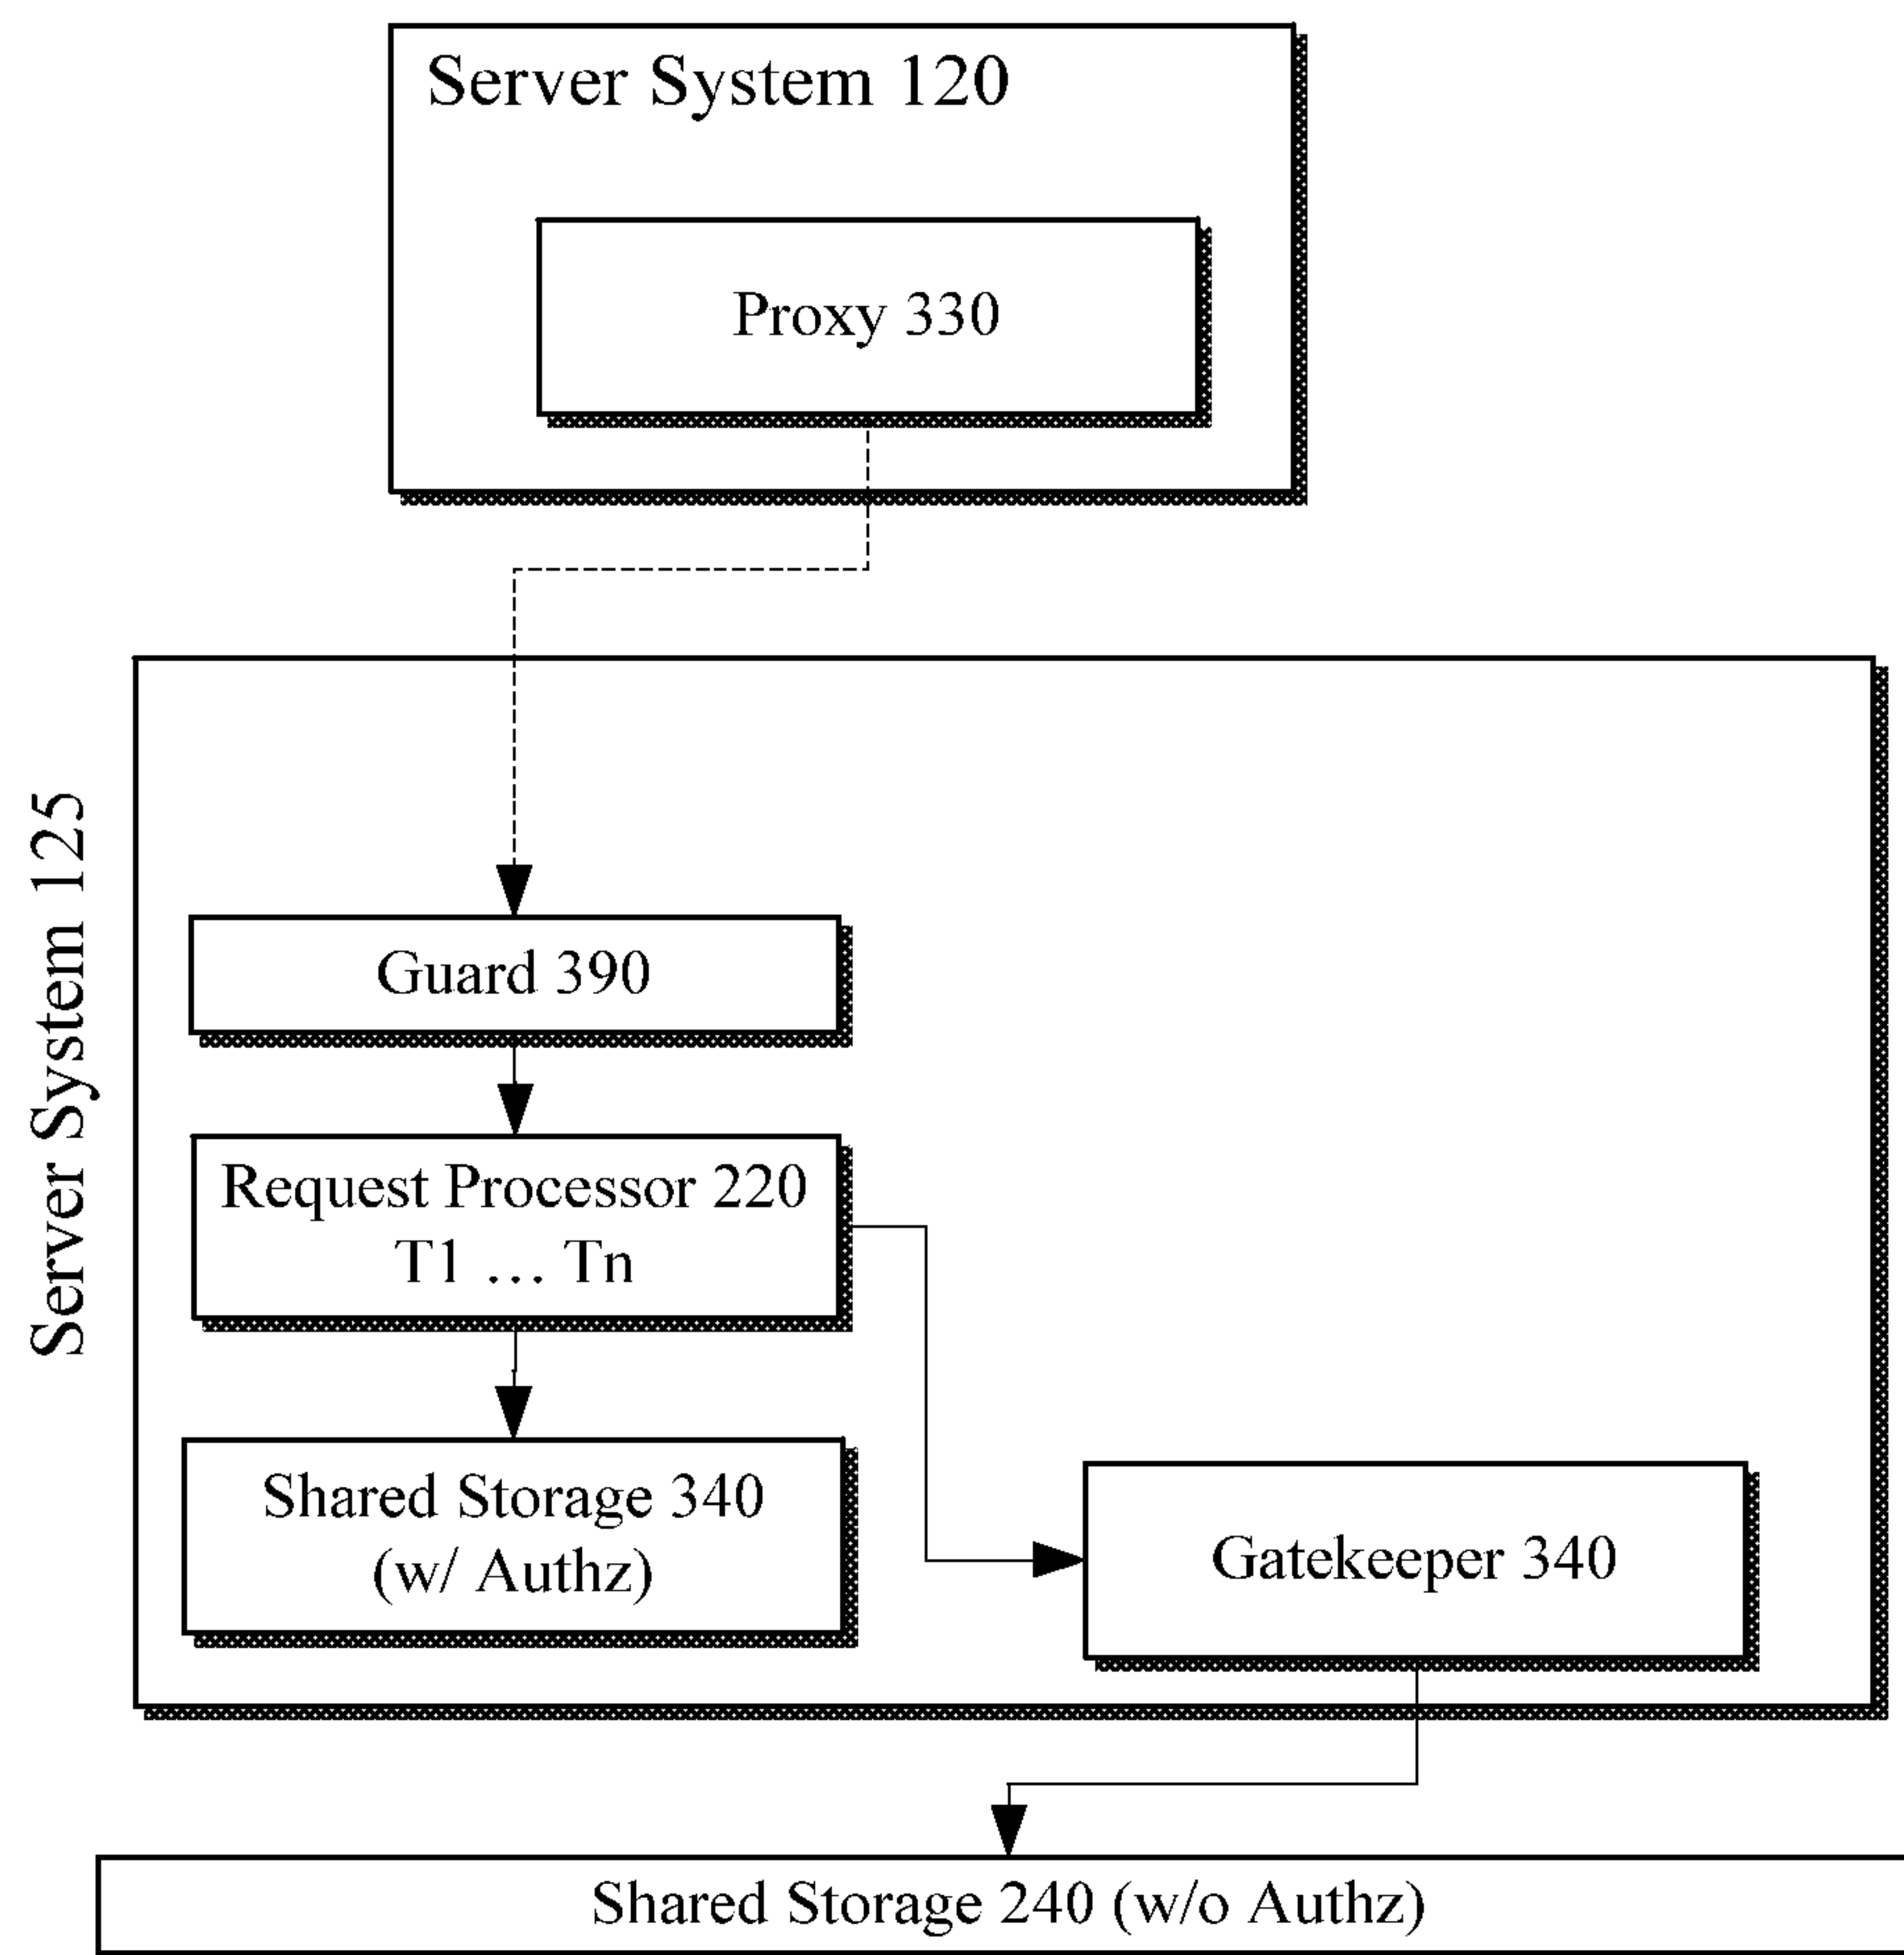 Server System 120
Proxy 330
Server System 125
Guard 390
Request Processor 220
T1 … Tn
Shared Storage 340
(w/ Authz)
Gatekeeper 340
Shared Storage 240 (w/o Authz)